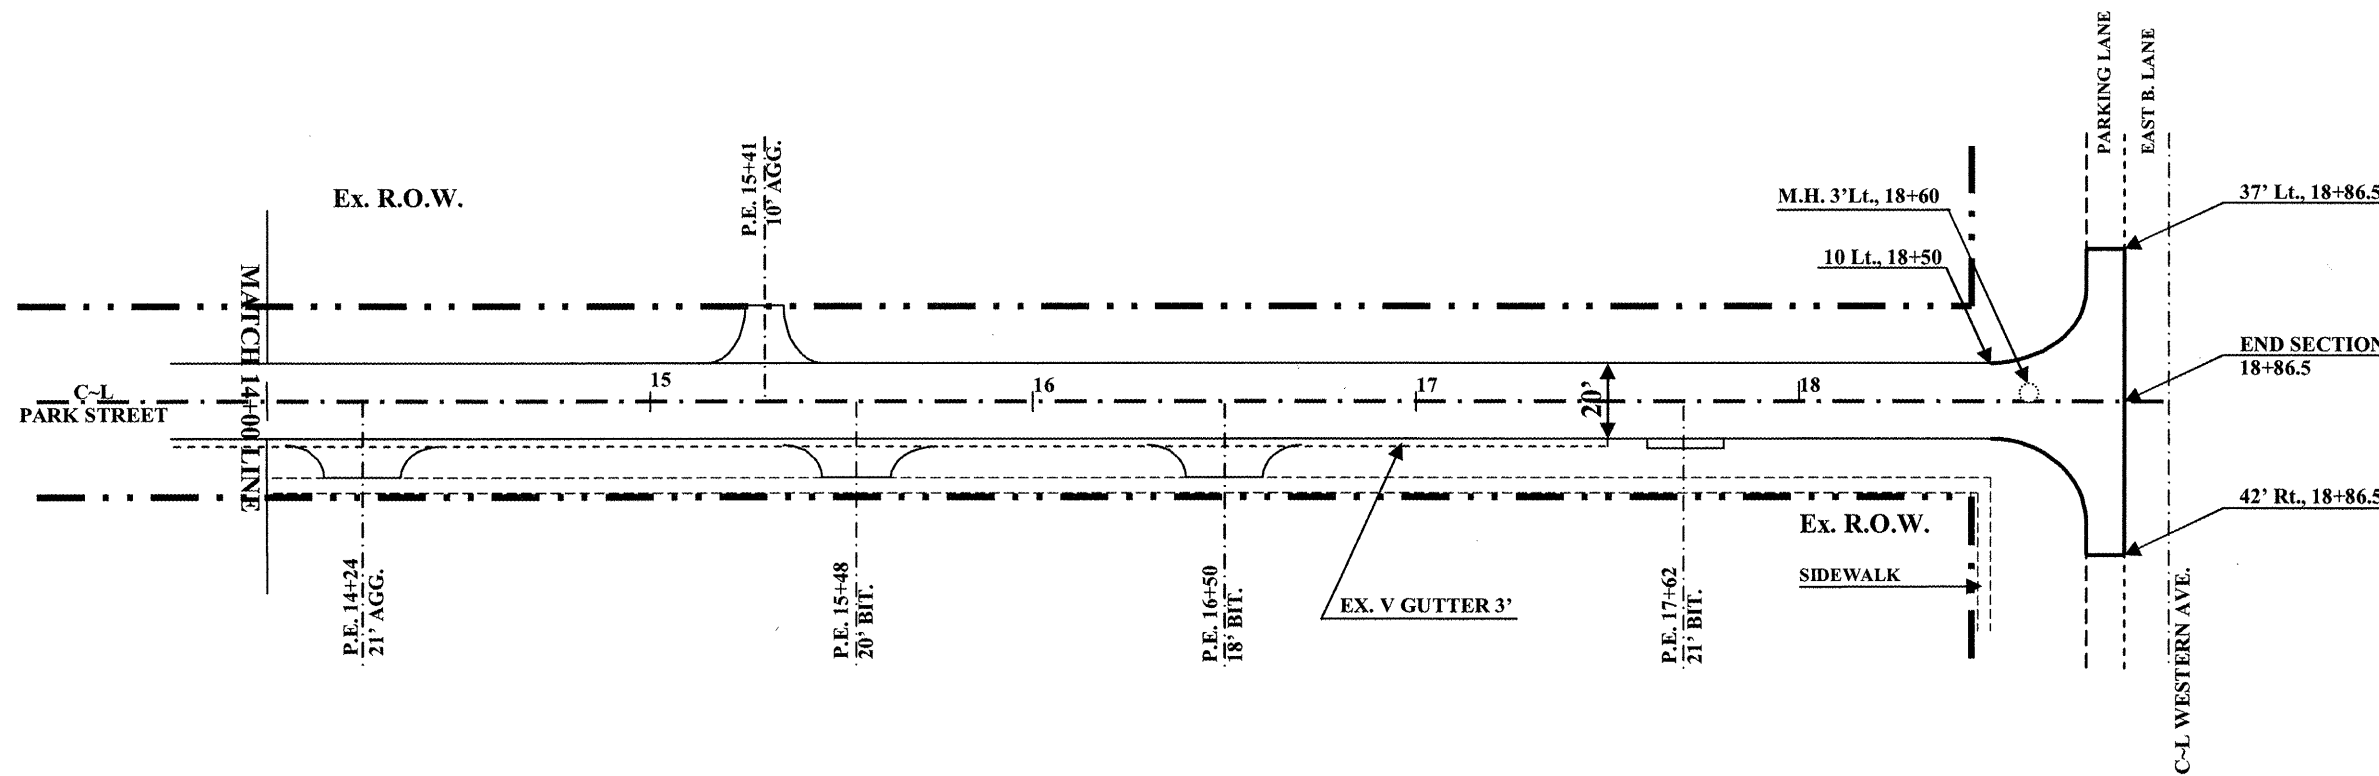 PARKING LANE
EAST B. LANE
Ex. R.O.W.
P.E. 15+41
10' AGG.
M.H. 3'Lt., 18+60
37' Lt., 18+86.5
10 Lt., 18+50
MATCH 14+00 LINE
C~L
PARK STREET
15
16
17
18
20'
END SECTION
18+86.5
42' Rt., 18+86.5
Ex. R.O.W.
SIDEWALK
EX. V GUTTER 3'
P.E. 14+24
21' AGG.
P.E. 15+48
20' BIT.
P.E. 16+50
18' BIT.
P.E. 17+62
21' BIT.
C~L WESTERN AVE.